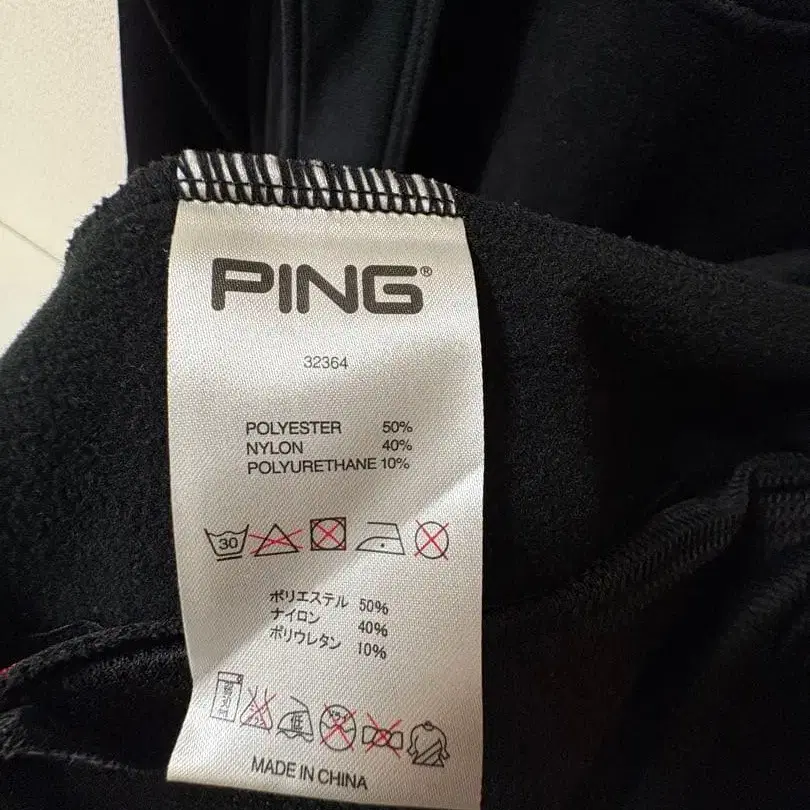 PING®
32364
POLYESTER 50%
NYLON 40%
POLYURETHANE 10%
30
ポリエステル 50%
ナイロン 40%
ポリウレタン 10%
低
MADE IN CHINA